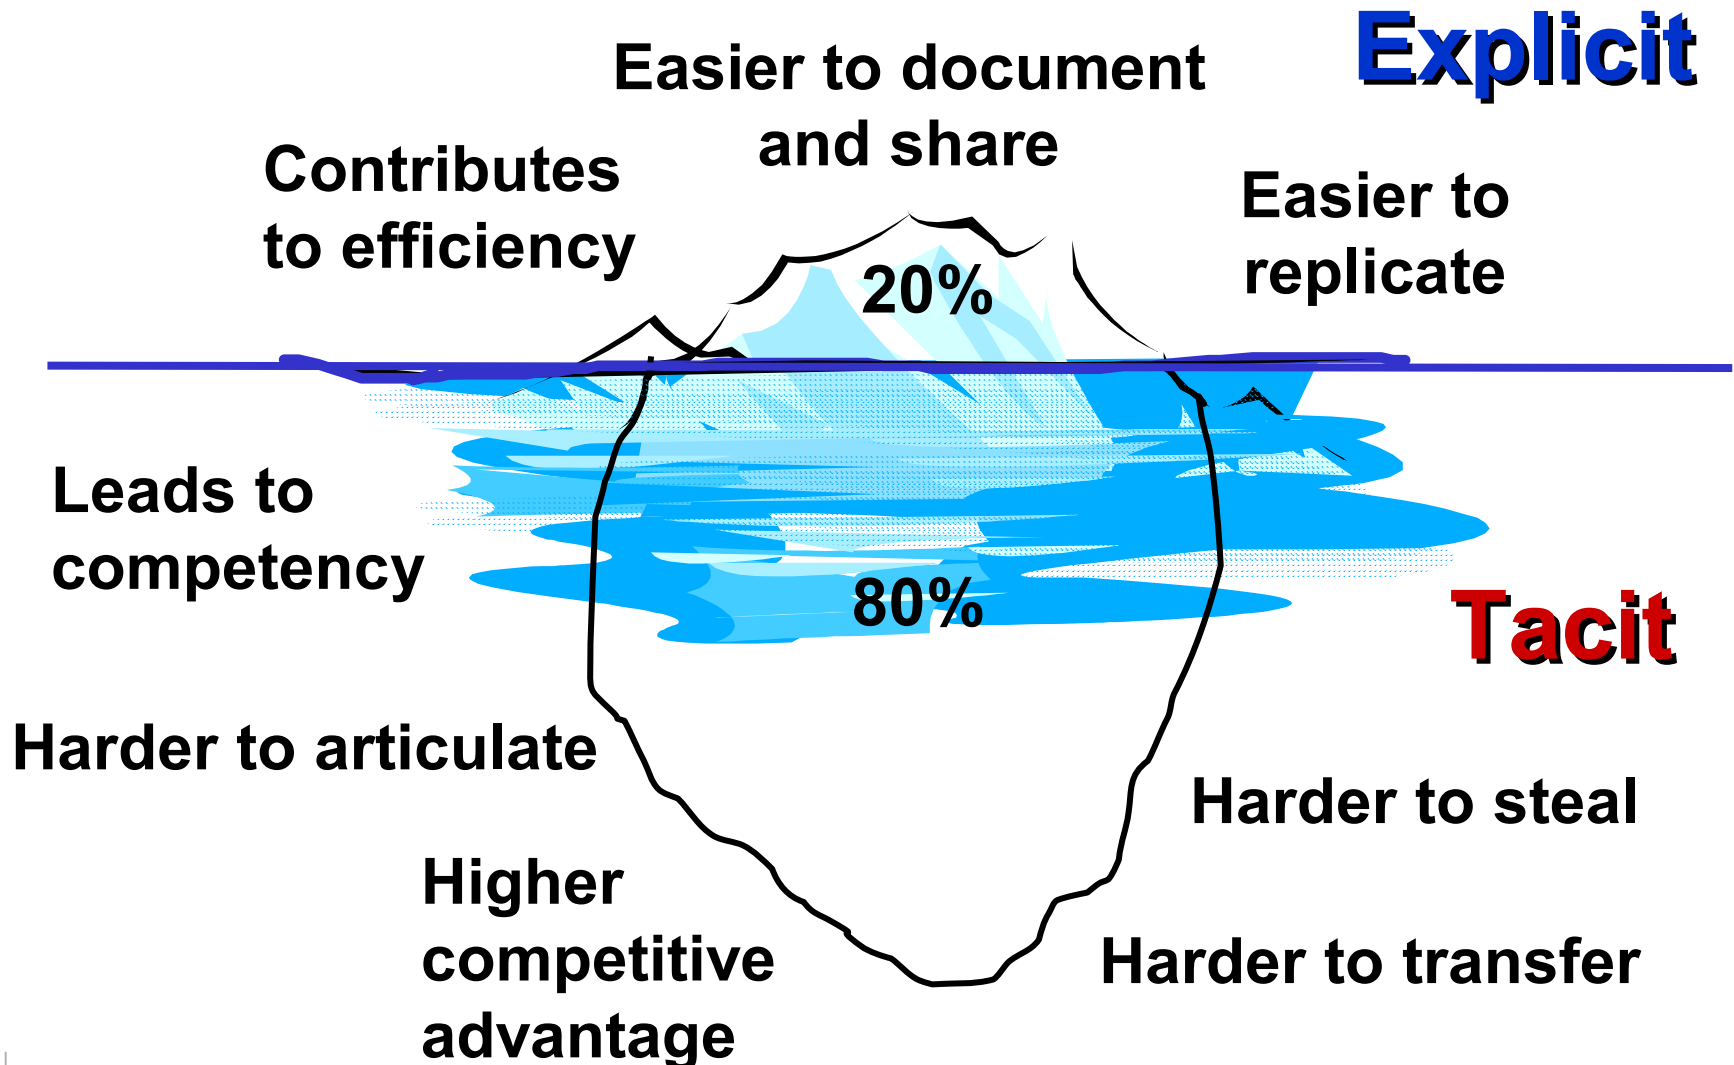 Explicit
Easier to document
and share
Contributes
to efficiency
Easier to
replicate
20%
Leads to
competency
80%
Tacit
Harder to articulate
Harder to steal
Higher
competitive
advantage
Harder to transfer